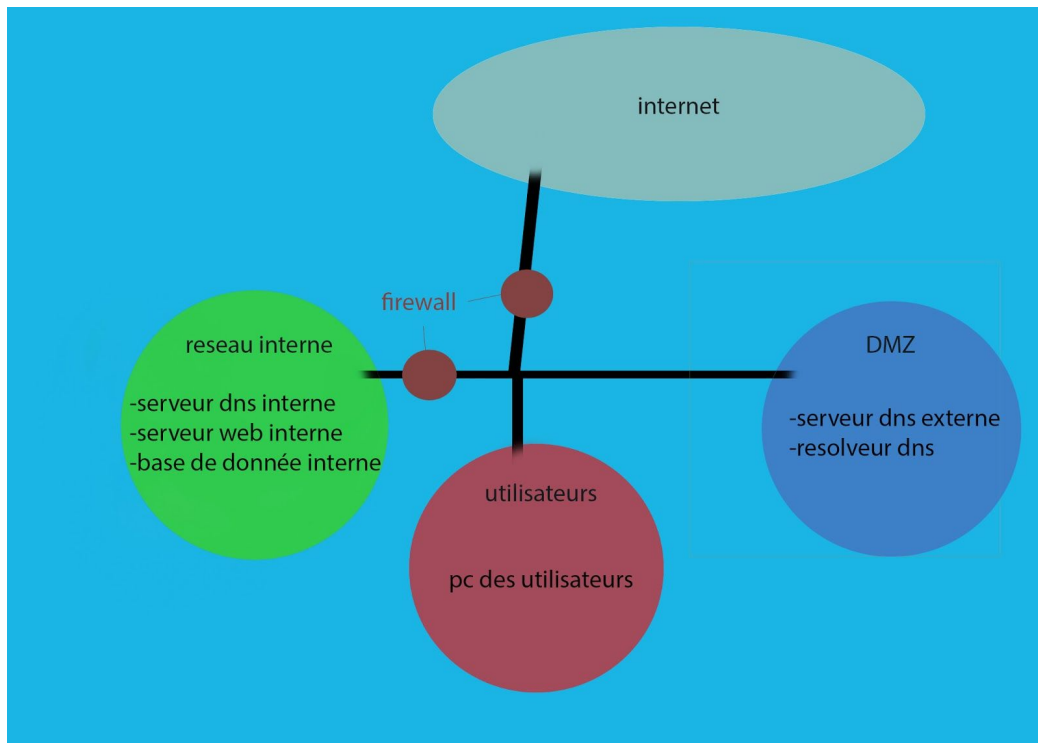 internet
firewall
reseau interne
-serveur dns interne
-serveur web interne
-base de donnée interne
DMZ
-serveur dns externe
-resolveur dns
utilisateurs
pc des utilisateurs